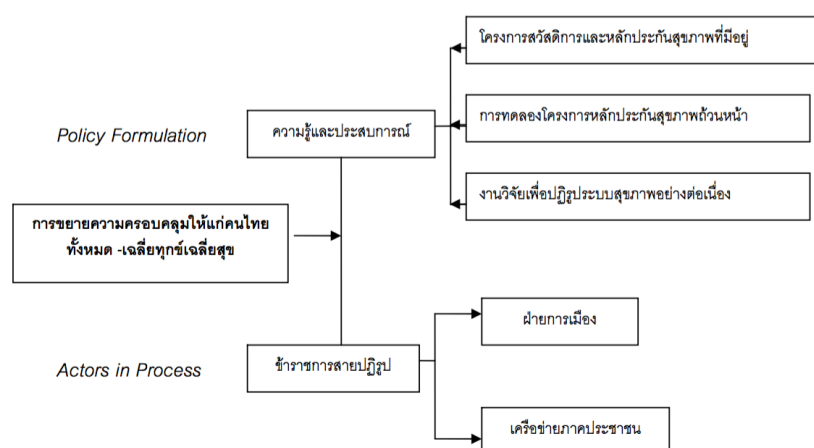 โครงการสวัสดิการและหลักประกันสุขภาพที่มีอยู่
Policy Formulation
ความรู้และประสบการณ์
การทดลองโครงการหลักประกันสุขภาพถ้วนหน้า
งานวิจัยเพื่อปฏิรูประบบสุขภาพอย่างต่อเนื่อง
การขยายความครอบคลุมให้แก่คนไทย
ทั้งหมด -เฉลี่ยทุกข์เฉลี่ยสุข
ฝ่ายการเมือง
Actors in Process
ข้าราชการสายปฏิรูป
เครือข่ายภาคประชาชน